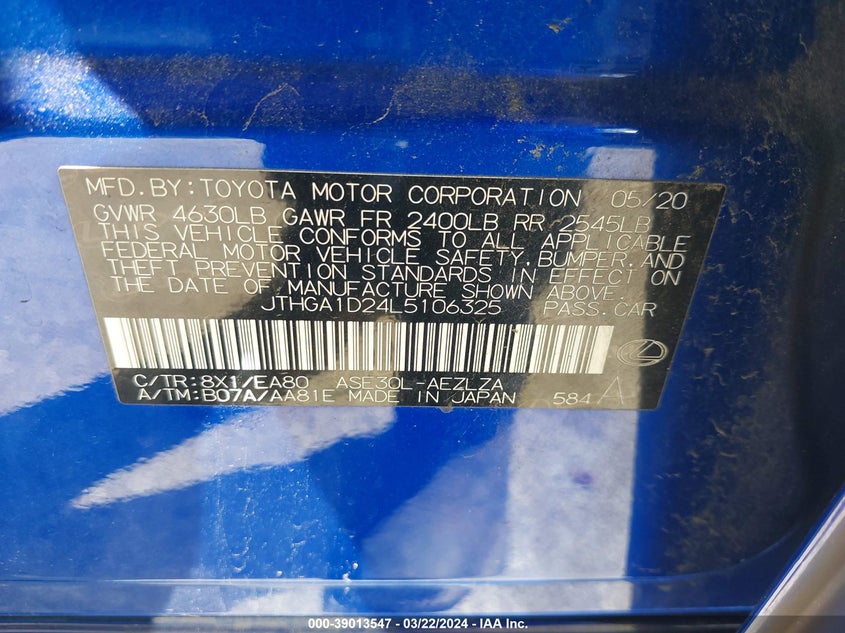 MFD.BY:TOYOTA MOTOR CORPORATION 05/20
GVWR 4630LB GAWR FR 2400LB RR 2545LB
THIS VEHICLE CONFORMS TO ALL APPLICABLE
FEDERAL MOTOR VEHICLE SAFETY,BUMPER,AND
THEFT PREVENTION STANDARDS IN EFFECT ON
THE DATE OF MANUFACTURE SHOWN ABOVE.
JTHGA1D24L5106325 PASS.CAR
C/TR:8X1/EA80 ASE30L-AEZLZA
A/TM:B07A/AA81E MADE IN JAPAN 584 A
000-39013547 - 03/22/2024 - IAA Inc.